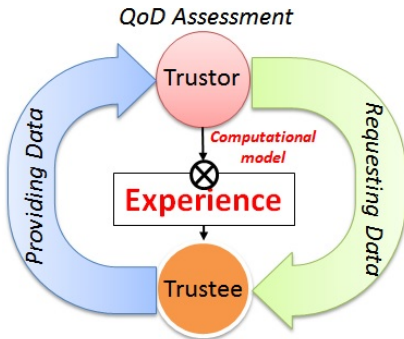 QoD Assessment
Trustor
Providing Data
Requesting Data
Computational
model
Experience
Trustee